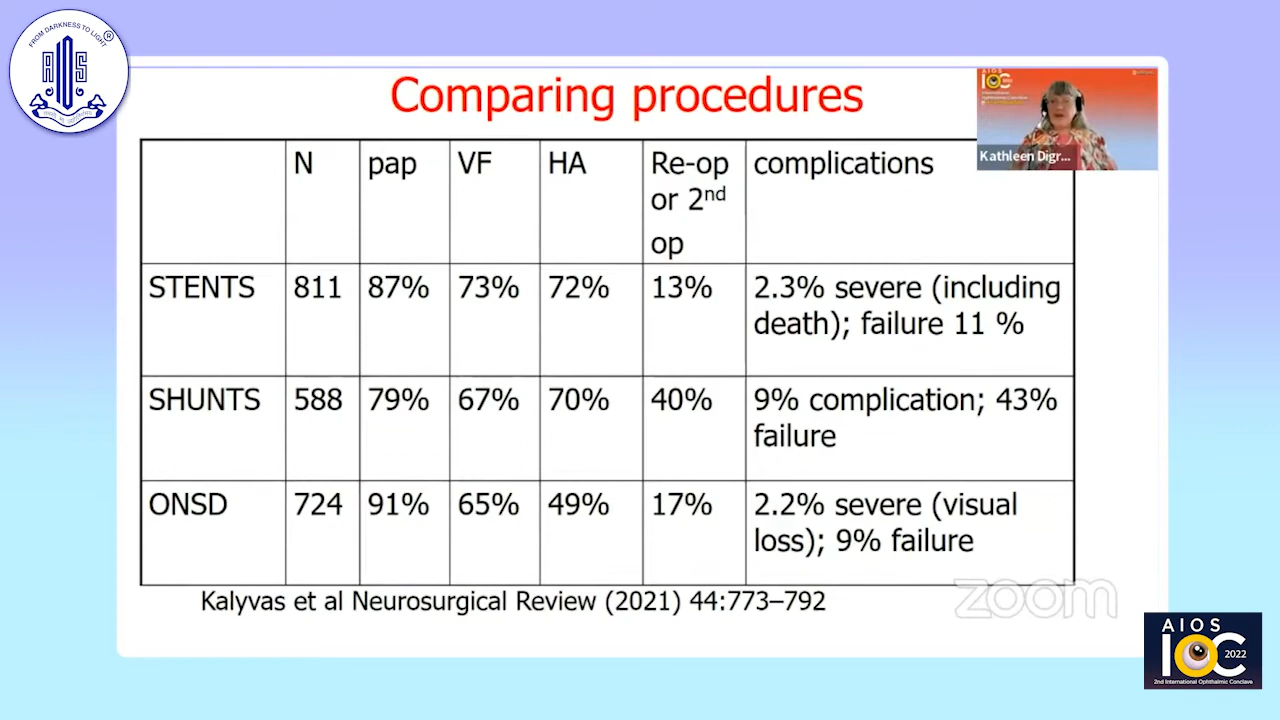 FROM DARKNESS TO LIGHT
R
AIOS
Comparing procedures
AIOS
IOC
Kathleen Digr...
N pap VF HA Re-op or 2nd op complications
STENTS 811 87% 73% 72% 13% 2.3% severe (including
death); failure 11 %
SHUNTS 588 79% 67% 70% 40% 9% complication; 43%
failure
ONSD 724 91% 65% 49% 17% 2.2% severe (visual
loss); 9% failure
Kalyvas et al Neurosurgical Review (2021) 44:773–792
zoom
AIOS
IOC 2022
2nd International Ophthalmic Conclave